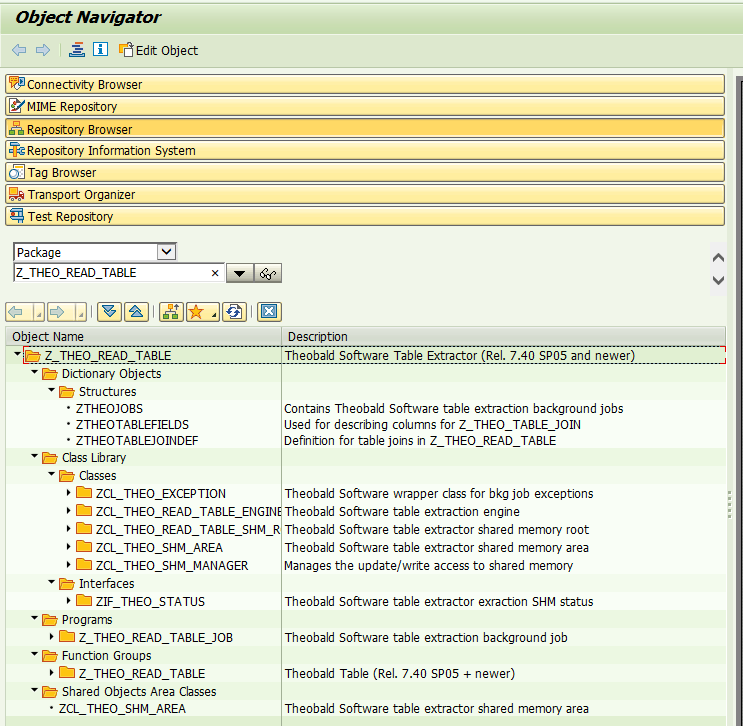 Object Navigator
Edit Object
Connectivity Browser
MIME Repository
Repository Browser
Repository Information System
Tag Browser
Transport Organizer
Test Repository
Package
Z_THEO_READ_TABLE
Object Name Description
Z_THEO_READ_TABLE Theobald Software Table Extractor (Rel. 7.40 SP05 and newer)
Dictionary Objects
Structures
ZTHEOJOBS Contains Theobald Software table extraction background jobs
ZTHEOTABLEFIELDS Used for describing columns for Z_THEO_TABLE_JOIN
ZTHEOTABLEJOINDEF Definition for table joins in Z_THEO_READ_TABLE
Class Library
Classes
ZCL_THEO_EXCEPTION Theobald Software wrapper class for bkg job exceptions
ZCL_THEO_READ_TABLE_ENGINE Theobald Software table extraction engine
ZCL_THEO_READ_TABLE_SHM_R Theobald Software table extractor shared memory root
ZCL_THEO_SHM_AREA Theobald Software table extractor shared memory area
ZCL_THEO_SHM_MANAGER Manages the update/write access to shared memory
Interfaces
ZIF_THEO_STATUS Theobald Software table extractor exraction SHM status
Programs
Z_THEO_READ_TABLE_JOB Theobald Software table extraction background job
Function Groups
Z_THEO_READ_TABLE Theobald Table (Rel. 7.40 SP05 + newer)
Shared Objects Area Classes
ZCL_THEO_SHM_AREA Theobald Software table extractor shared memory area